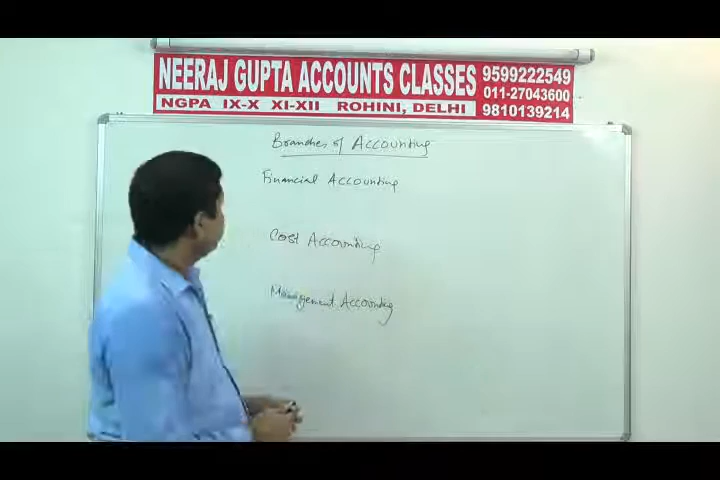 NEERAJ GUPTA ACCOUNTS CLASSES
NGPA IX-X XI-XII ROHINI, DELHI
9599222549
011-27043600
9810139214
Branches of Accounting
Financial Accounting
Cost Accounting
Management Accounting